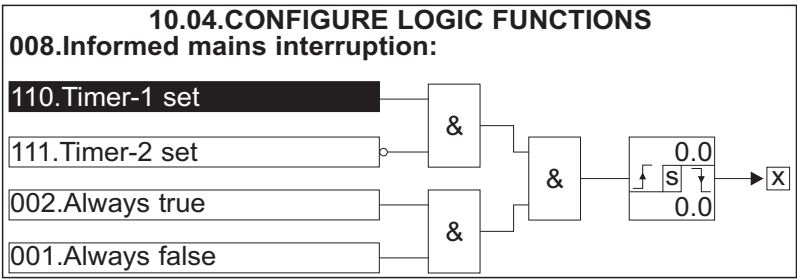 10.04.CONFIGURE LOGIC FUNCTIONS
008.Informed mains interruption:
110.Timer-1 set
&
111.Timer-2 set
0.0
&
S
X
002.Always true
0.0
&
001.Always false